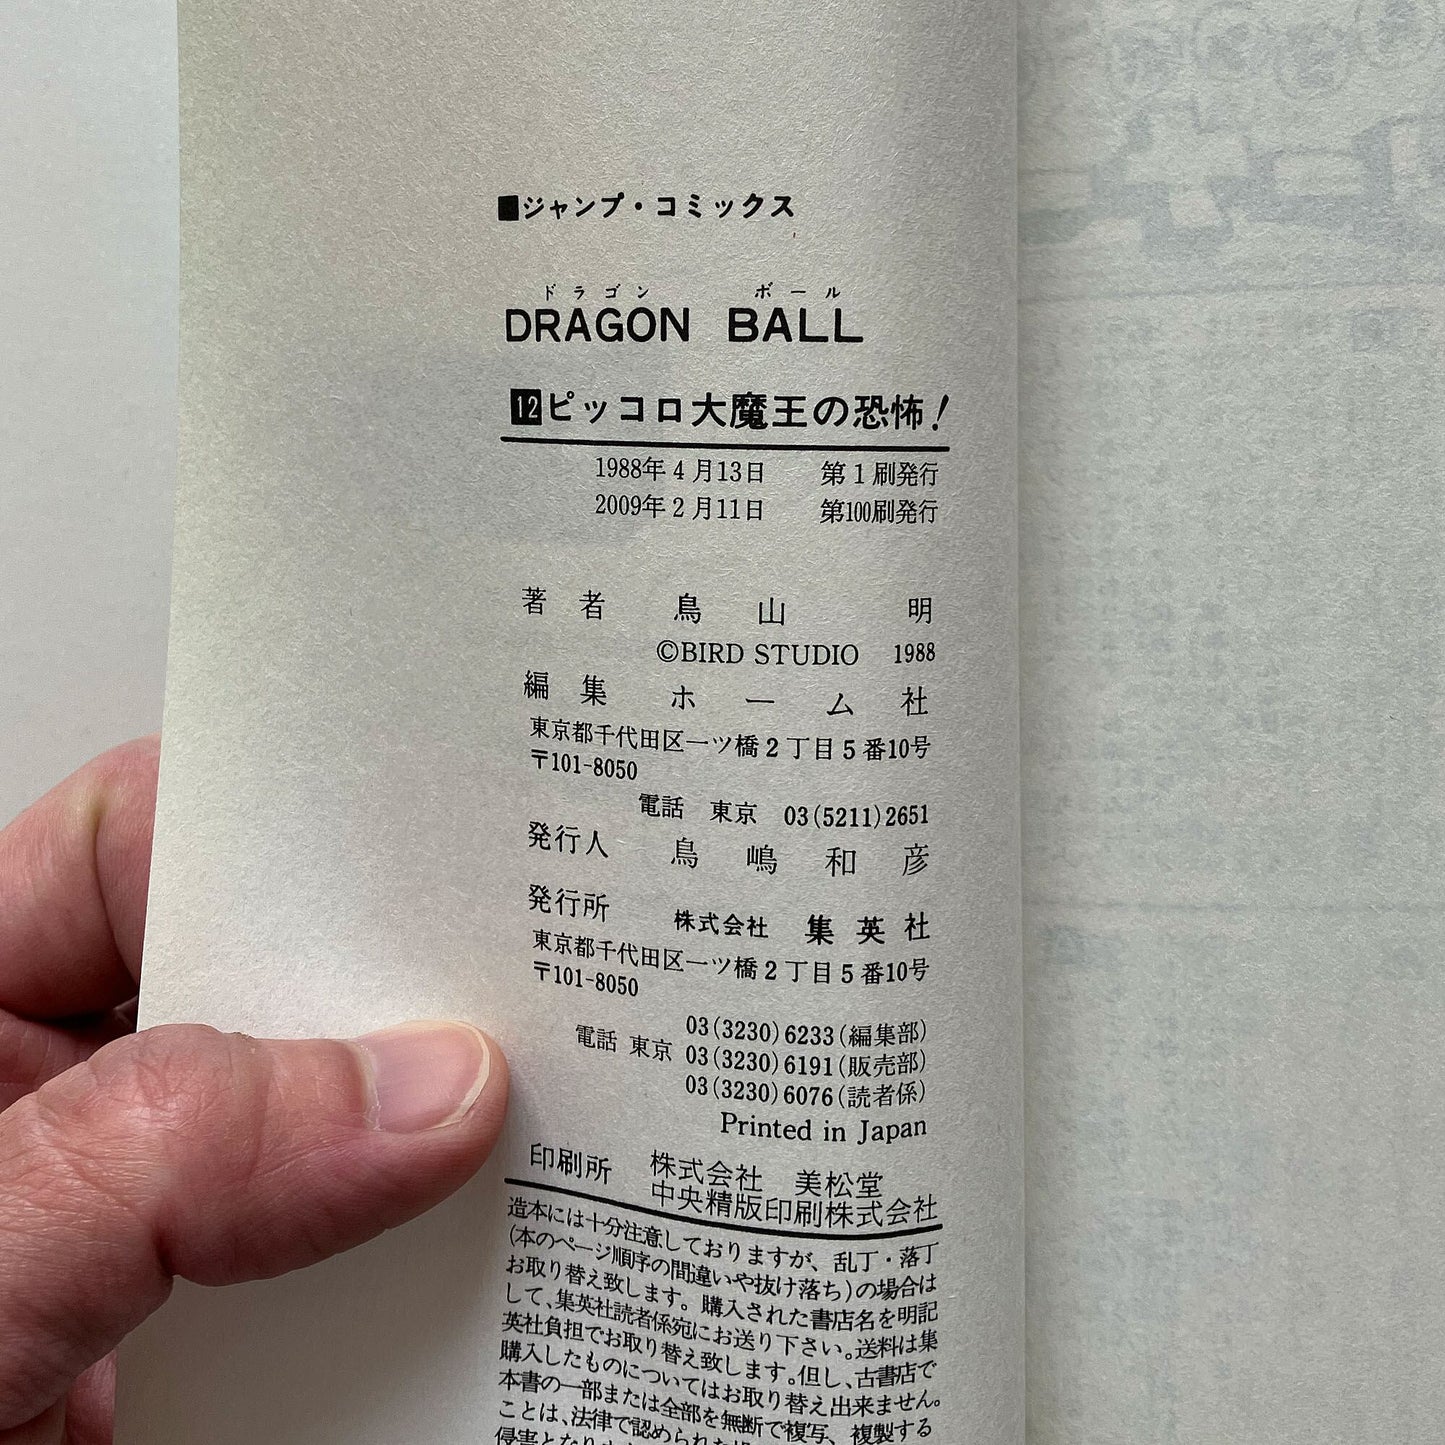 ■ジャンプ・コミックス
ドラゴン ボール
DRAGON BALL
12ピッコロ大魔王の恐怖!
1988年4月13日 第1刷発行
2009年2月11日 第100刷発行
著者 鳥山 明
©BIRD STUDIO 1988
編集 ホーム社
東京都千代田区一ツ橋2丁目5番10号
〒101-8050
電話 東京 03(5211)2651
発行人 鳥嶋和彦
発行所 株式会社 集英社
東京都千代田区一ツ橋2丁目5番10号
〒101-8050
03(3230)6233(編集部)
電話 東京 03(3230)6191(販売部)
03(3230)6076(読者係)
Printed in Japan
印刷所 株式会社 美松堂
中央精版印刷株式会社
造本には十分注意しておりますが、乱丁・落丁
(本のページ順序の間違いや抜け落ち)の場合は
お取り替え致します。購入された書店名を明記
して、集英社読者係宛にお送り下さい。送料は集
英社負担でお取り替え致します。但し、古書店で
購入したものについてはお取り替え出来ません。
本書の一部または全部を無断で複写、複製する
ことは、法律で認められた
侵害となり